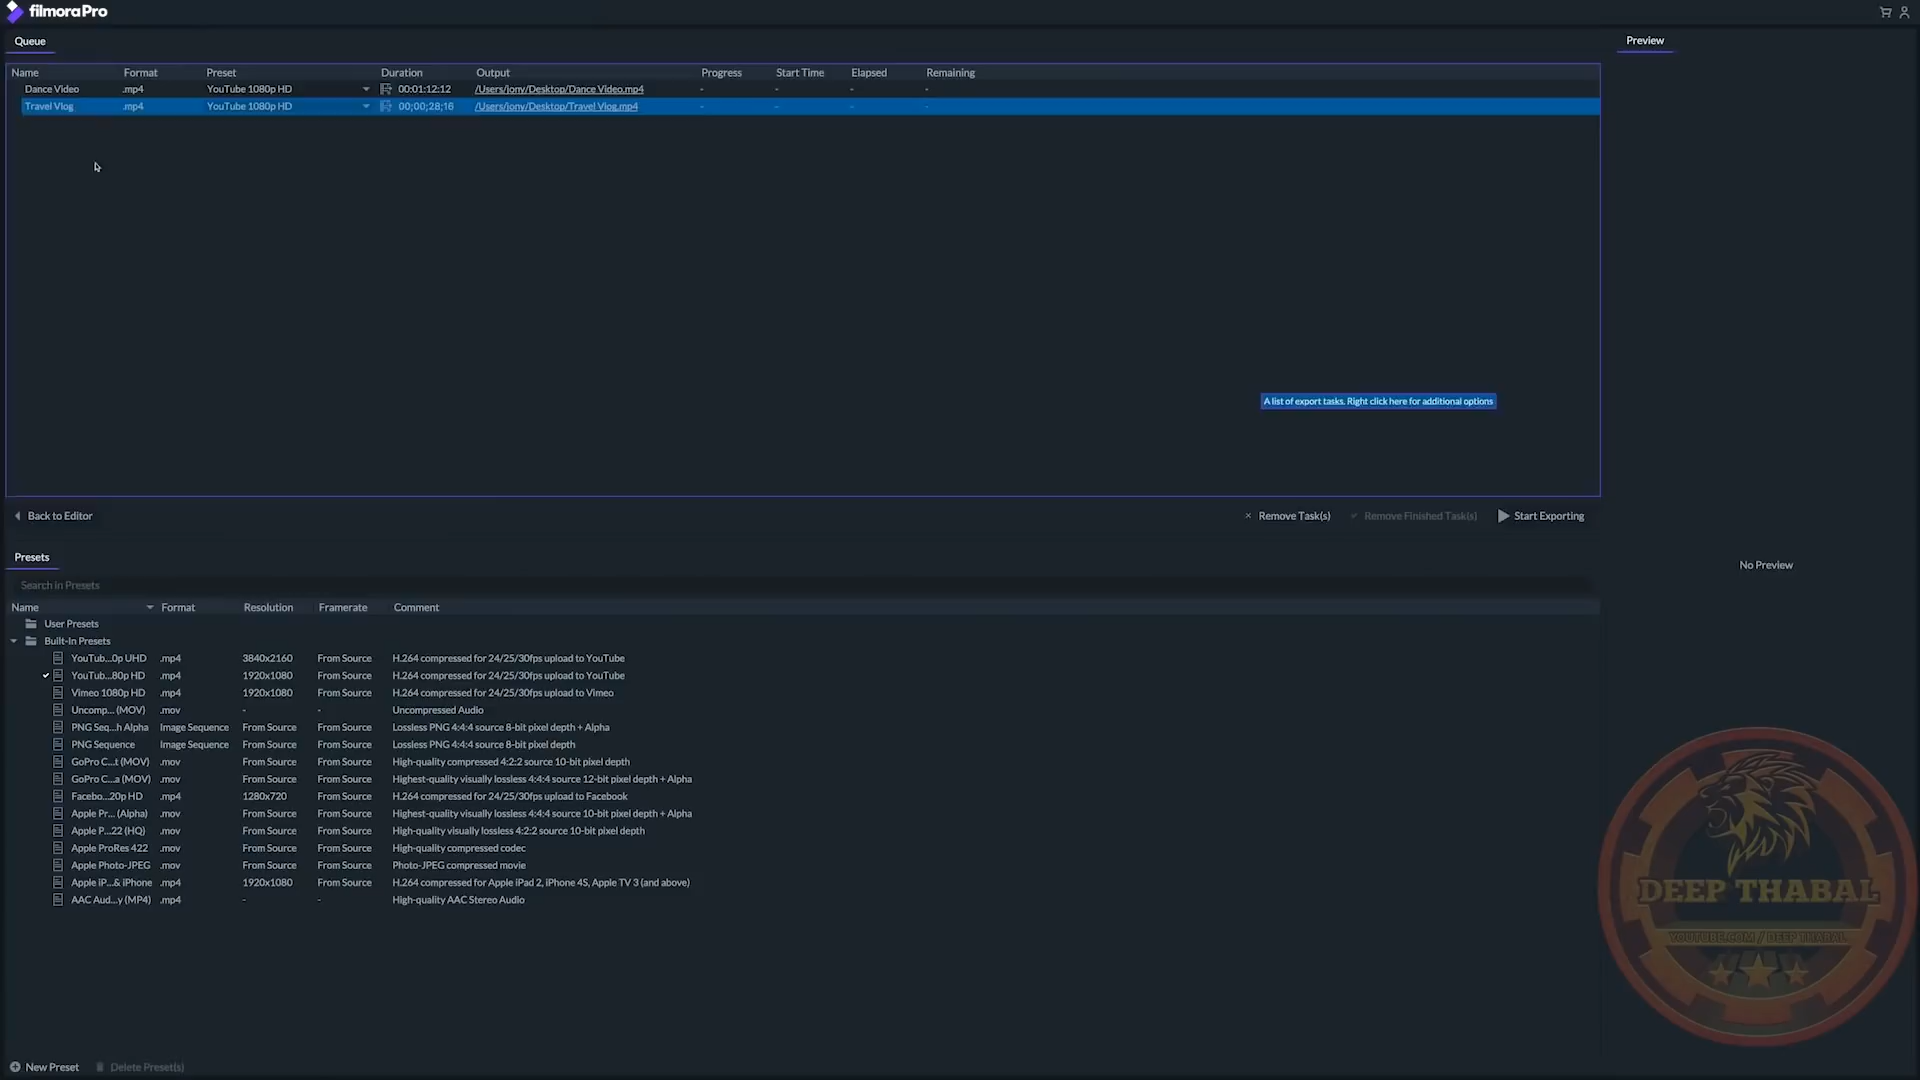 filmoraPro
Queue
Preview
Name Format Preset Duration Output Progress Start Time Elapsed Remaining
Dance Video .mp4 YouTube 1080p HD 00:01:12:12 /Users/jony/Desktop/Dance Video.mp4 - - - -
Travel Vlog .mp4 YouTube 1080p HD 00;00;28;16 /Users/jony/Desktop/Travel Vlog.mp4 - - - -
A list of export tasks. Right click here for additional options
Back to Editor
Remove Task(s) Remove Finished Task(s) Start Exporting
Presets
No Preview
Search in Presets
Name Format Resolution Framerate Comment
User Presets
Built-In Presets
YouTub...0p UHD .mp4 3840x2160 From Source H.264 compressed for 24/25/30fps upload to YouTube
YouTub...80p HD .mp4 1920x1080 From Source H.264 compressed for 24/25/30fps upload to YouTube
Vimeo 1080p HD .mp4 1920x1080 From Source H.264 compressed for 24/25/30fps upload to Vimeo
Uncomp... (MOV) .mov - - Uncompressed Audio
PNG Seq...h Alpha Image Sequence From Source From Source Lossless PNG 4:4:4 source 8-bit pixel depth + Alpha
PNG Sequence Image Sequence From Source From Source Lossless PNG 4:4:4 source 8-bit pixel depth
GoPro C...t (MOV) .mov From Source From Source High-quality compressed 4:2:2 source 10-bit pixel depth
GoPro C...a (MOV) .mov From Source From Source Highest-quality visually lossless 4:4:4 source 12-bit pixel depth + Alpha
Facebo...20p HD .mp4 1280x720 From Source H.264 compressed for 24/25/30fps upload to Facebook
Apple Pr... (Alpha) .mov From Source From Source Highest-quality visually lossless 4:4:4 source 10-bit pixel depth + Alpha
Apple P...22 (HQ) .mov From Source From Source High-quality visually lossless 4:2:2 source 10-bit pixel depth
Apple ProRes 422 .mov From Source From Source High-quality compressed codec
Apple Photo-JPEG .mov From Source From Source Photo-JPEG compressed movie
Apple iP...& iPhone .mp4 1920x1080 From Source H.264 compressed for Apple iPad 2, iPhone 4S, Apple TV 3 (and above)
AAC Aud...y (MP4) .mp4 - - High-quality AAC Stereo Audio
DEEP THABAL
YOUTUBE.COM / DEEP THABAL
New Preset Delete Preset(s)